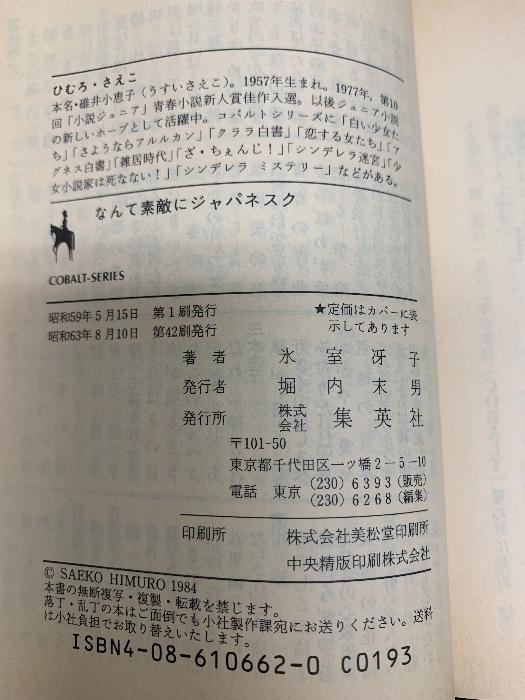 ひむろ・さえこ
本名・碓井小恵子(うすいさえこ)。1957年生まれ。1977年,第10
回「小説ジュニア」青春小説新人賞佳作入選。以後ジュニア小説
の新しいホープとして活躍中。コバルトシリーズに「白い少女た
ち」「さようならアルルカン」「クララ白書」「恋する女たち」「ア
グネス白書」「雑居時代」「ざ・ちぇんじ!」「シンデレラ迷宮」「少
女小説家は死なない!」「シンデレラ ミステリー」などがある。
なんて素敵にジャパネスク
COBALT-SERIES
昭和59年5月15日 第1刷発行
昭和63年8月10日 第42刷発行
★定価はカバーに表
示してあります
著者 氷室冴子
発行者 堀内末男
発行所 株式会社 集英社
〒101-50
東京都千代田区一ツ橋2-5-10
電話 東京 (230)6393(販売)
(230)6268(編集)
印刷所 株式会社美松堂印刷所
中央精版印刷株式会社
© SAEKO HIMURO 1984
本書の無断複写・複製・転載を禁じます。
落丁・乱丁の本はご面倒でも小社製作課宛にお送りください。送料
は小社負担でお取り替えいたします。
ISBN4-08-610662-0 C0193